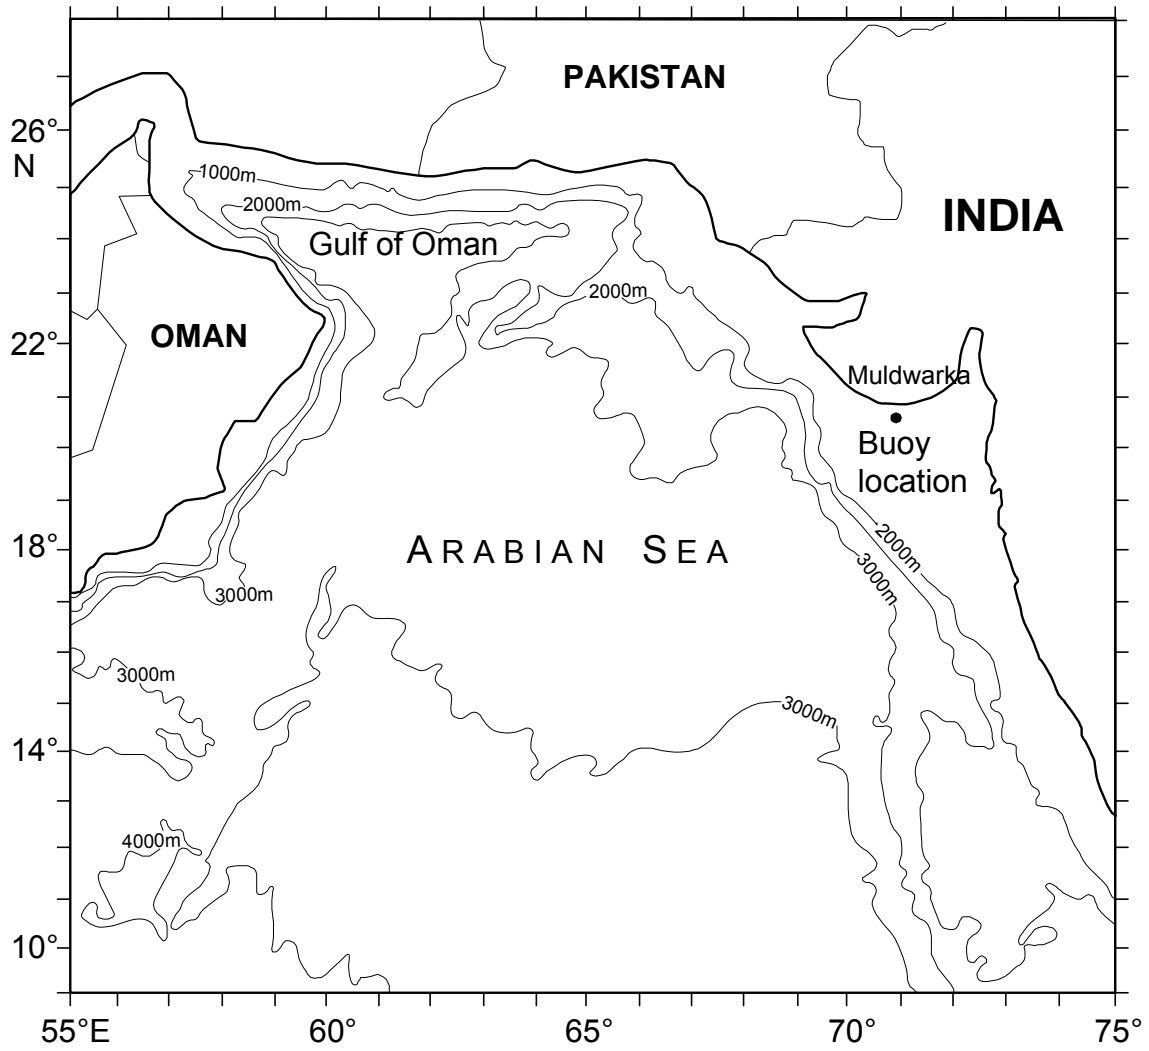 PAKISTAN
26°
N
1000m
2000m
INDIA
Gulf of Oman
2000m
OMAN
22°
Muldwarka
Buoy
location
2000m
18°
ARABIAN SEA
3000m
3000m
3000m
3000m
14°
4000m
10°
55°E
60°
65°
70°
75°